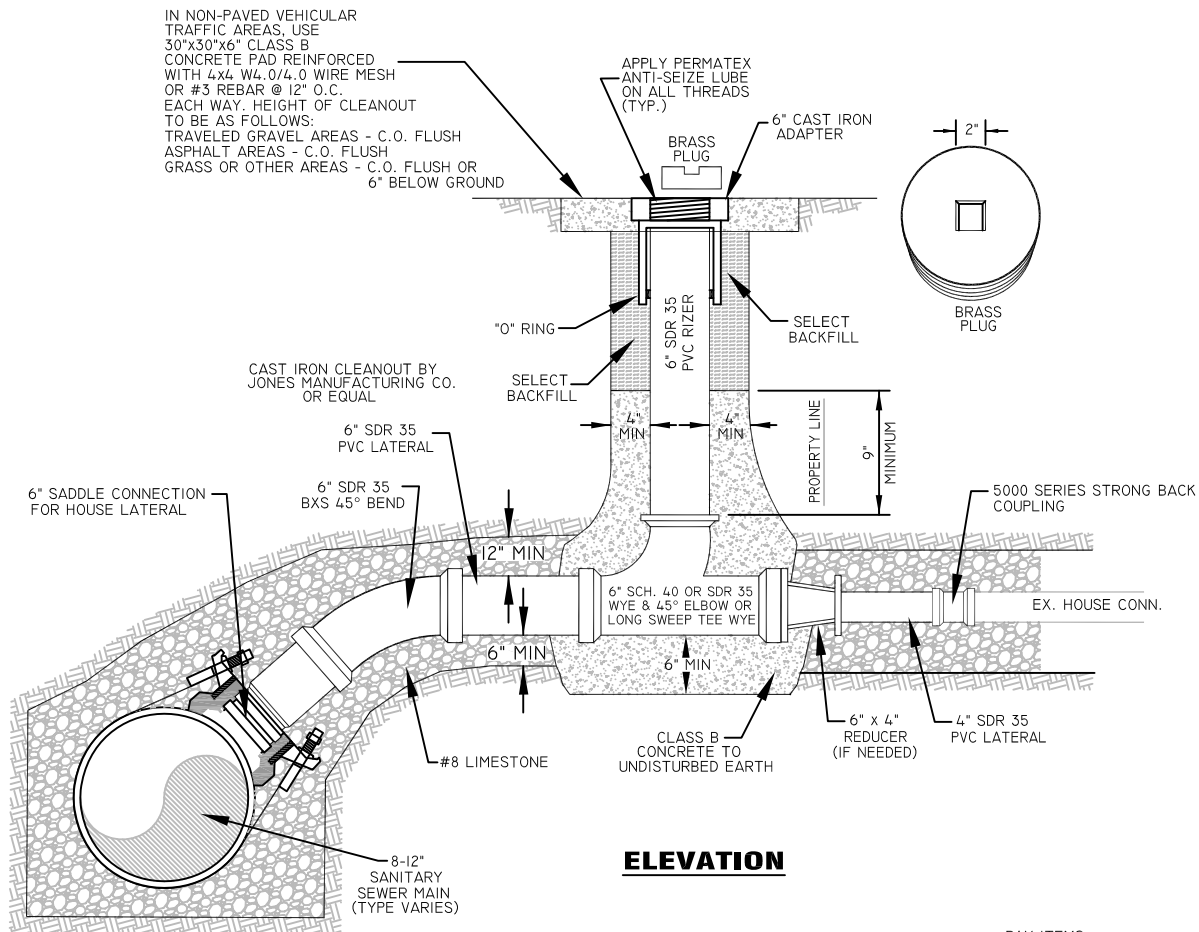 IN NON-PAVED VEHICULAR
TRAFFIC AREAS, USE
30"x30"x6" CLASS B
CONCRETE PAD REINFORCED
WITH 4x4 W4.0/4.0 WIRE MESH
OR #3 REBAR @ 12" O.C.
EACH WAY. HEIGHT OF CLEANOUT
TO BE AS FOLLOWS:
TRAVELED GRAVEL AREAS - C.O. FLUSH
ASPHALT AREAS - C.O. FLUSH
GRASS OR OTHER AREAS - C.O. FLUSH OR
6" BELOW GROUND
APPLY PERMATEX
ANTI-SEIZE LUBE
ON ALL THREADS
(TYP.)
6" CAST IRON
ADAPTER
BRASS
PLUG
2"
BRASS
PLUG
"O" RING
6" SDR 35
PVC RIZER
SELECT
BACKFILL
SELECT
BACKFILL
CAST IRON CLEANOUT BY
JONES MANUFACTURING CO.
OR EQUAL
4"
MIN
4"
MIN
PROPERTY LINE
9"
MINIMUM
6" SDR 35
PVC LATERAL
6" SDR 35
BXS 45° BEND
6" SADDLE CONNECTION
FOR HOUSE LATERAL
5000 SERIES STRONG BACK
COUPLING
12" MIN
6" SCH. 40 OR SDR 35
WYE & 45° ELBOW OR
LONG SWEEP TEE WYE
EX. HOUSE CONN.
6" MIN
6" MIN
6" x 4"
REDUCER
(IF NEEDED)
4" SDR 35
PVC LATERAL
CLASS B
CONCRETE TO
UNDISTURBED EARTH
#8 LIMESTONE
8-12"
SANITARY
SEWER MAIN
(TYPE VARIES)
ELEVATION